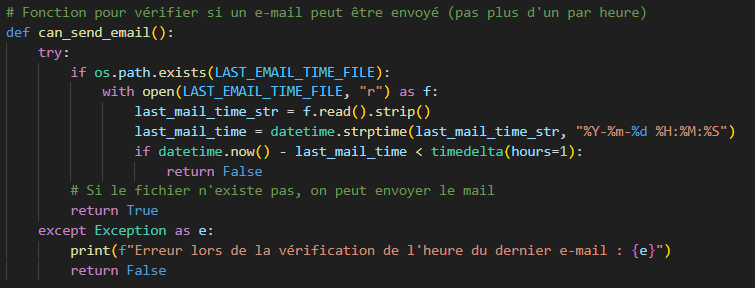 # Fonction pour vérifier si un e-mail peut être envoyé (pas plus d'un par heure)
def can_send_email():
    try:
        if os.path.exists(LAST_EMAIL_TIME_FILE):
            with open(LAST_EMAIL_TIME_FILE, "r") as f:
                last_mail_time_str = f.read().strip()
                last_mail_time = datetime.strptime(last_mail_time_str, "%Y-%m-%d %H:%M:%S")
                if datetime.now() - last_mail_time < timedelta(hours=1):
                    return False
        # Si le fichier n'existe pas, on peut envoyer le mail
        return True
    except Exception as e:
        print(f"Erreur lors de la vérification de l'heure du dernier e-mail : {e}")
        return False